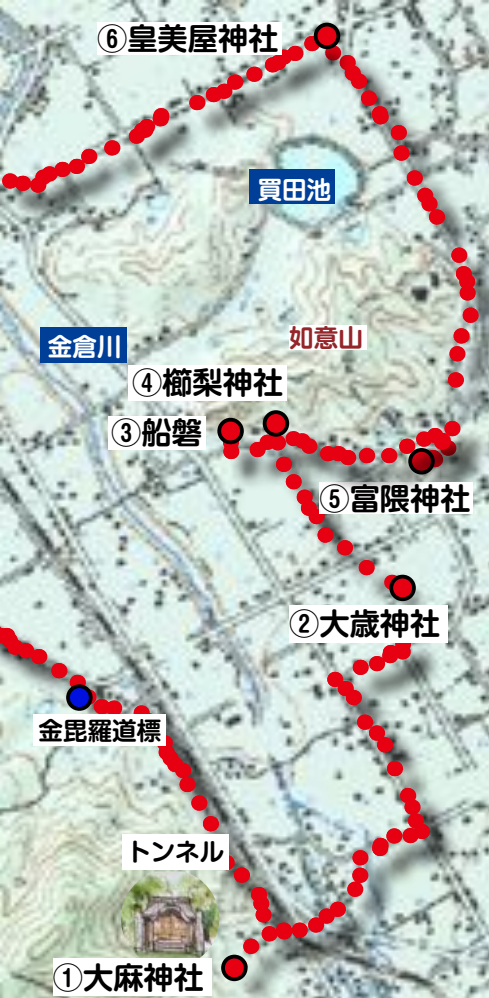 ⑥皇美屋神社
買田池
金倉川
如意山
④櫛梨神社
③船磐
⑤富隈神社
②大歳神社
金毘羅道標
トンネル
①大麻神社